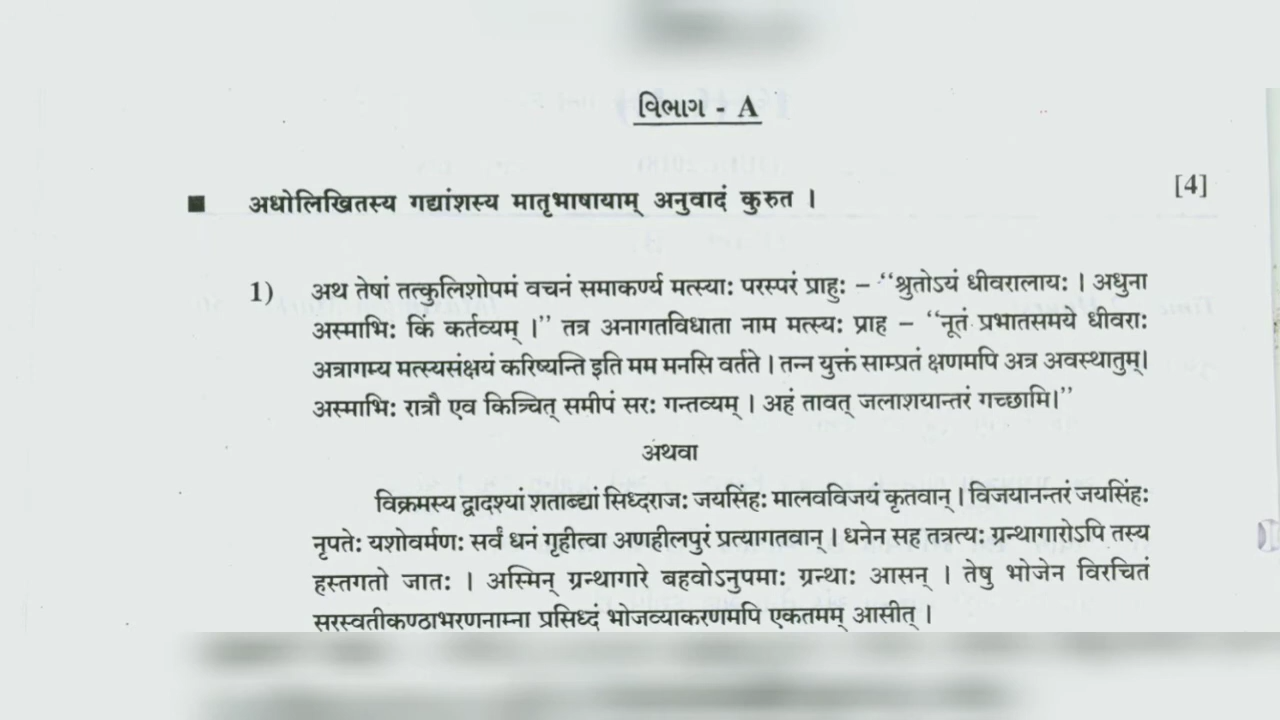 विभाग - A
■ अधोलिखितस्य गद्यांशस्य मातृभाषायाम् अनुवादं कुरुत । [4]
1) अथ तेषां तत्कुलिशोपमं वचनं समाकर्ण्य मत्स्याः परस्परं प्राहुः – “श्रुतोऽयं धीवरालायः । अधुना
अस्माभिः किं कर्तव्यम् ।” तत्र अनागतविधाता नाम मत्स्यः प्राह – “नूतं प्रभातसमये धीवराः
अत्रागम्य मत्स्यसंक्षयं करिष्यन्ति इति मम मनसि वर्तते । तन्न युक्तं साम्प्रतं क्षणमपि अत्र अवस्थातुम्।
अस्माभिः रात्रौ एव किञ्चित् समीपं सरः गन्तव्यम् । अहं तावत् जलाशयान्तरं गच्छामि।”
अथवा
विक्रमस्य द्वादश्यां शताब्द्यां सिध्दराजः जयसिंहः मालवविजयं कृतवान् । विजयानन्तरं जयसिंहः
नृपतेः यशोवर्मणः सर्वं धनं गृहीत्वा अणहीलपुरं प्रत्यागतवान् । धनेन सह तत्रत्यः ग्रन्थागारोऽपि तस्य
हस्तगतो जातः । अस्मिन् ग्रन्थागारे बहवोऽनुपमाः ग्रन्थाः आसन् । तेषु भोजेन विरचितं
सरस्वतीकण्ठाभरणनाम्ना प्रसिध्दं भोजव्याकरणमपि एकतमम् आसीत् ।